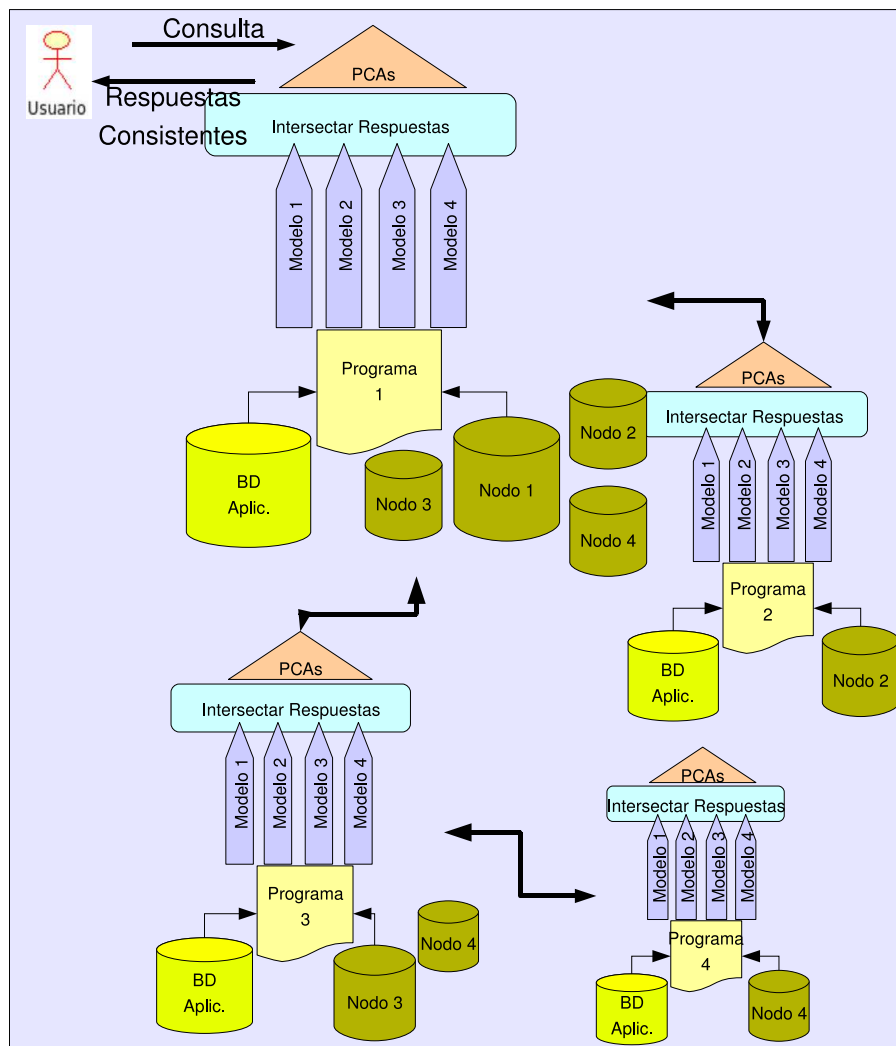 Consulta
Usuario
Respuestas
Consistentes
PCAs
Intersectar Respuestas
Modelo 1
Modelo 2
Modelo 3
Modelo 4
Programa
1
BD
Aplic.
Nodo 3
Nodo 1
Nodo 2
Nodo 4
PCAs
Intersectar Respuestas
Modelo 1
Modelo 2
Modelo 3
Modelo 4
Programa
2
BD
Aplic.
Nodo 2
PCAs
Intersectar Respuestas
Modelo 1
Modelo 2
Modelo 3
Modelo 4
Programa
3
BD
Aplic.
Nodo 3
Nodo 4
PCAs
Intersectar Respuestas
Modelo 1
Modelo 2
Modelo 3
Modelo 4
Programa
4
BD
Aplic.
Nodo 4